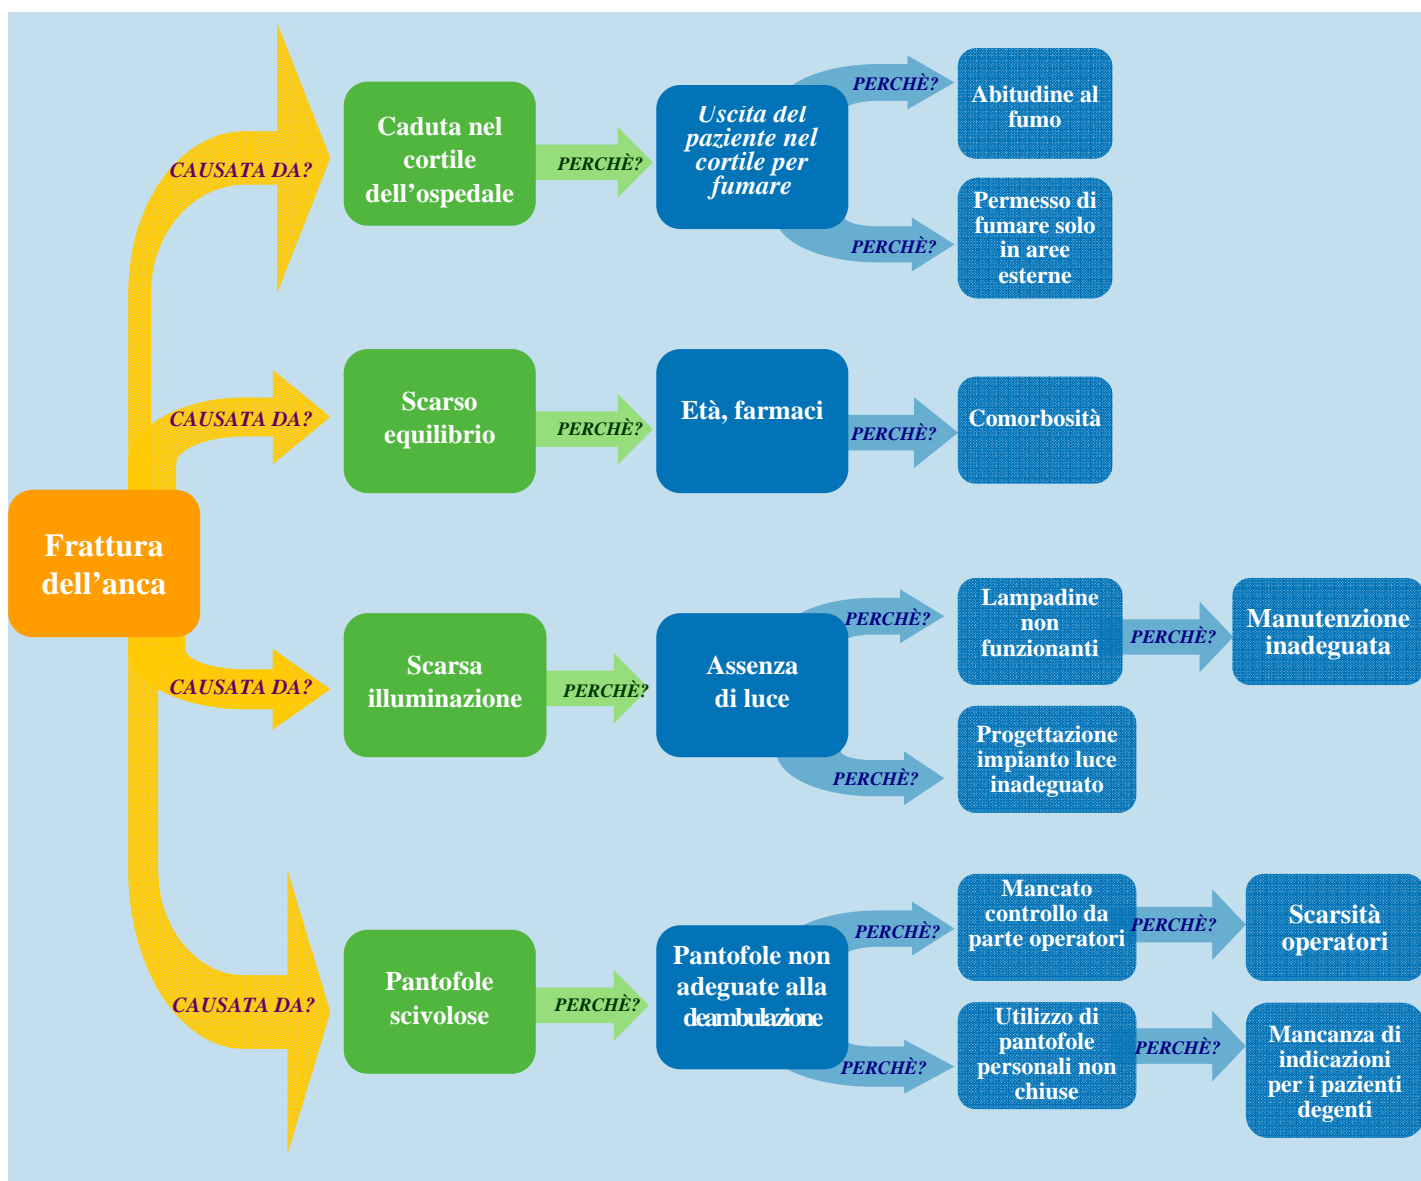 Frattura
dell'anca
CAUSATA DA?
Caduta nel
cortile
dell'ospedale
PERCHÈ?
Uscita del
paziente nel
cortile per
fumare
PERCHÈ?
Abitudine al
fumo
PERCHÈ?
Permesso di
fumare solo
in aree
esterne
CAUSATA DA?
Scarso
equilibrio
PERCHÈ?
Età, farmaci
PERCHÈ?
Comorbosità
CAUSATA DA?
Scarsa
illuminazione
PERCHÈ?
Assenza
di luce
PERCHÈ?
Lampadine
non
funzionanti
PERCHÈ?
Manutenzione
inadeguata
PERCHÈ?
Progettazione
impianto luce
inadeguato
CAUSATA DA?
Pantofole
scivolose
PERCHÈ?
Pantofole non
adeguate alla
deambulazione
PERCHÈ?
Mancato
controllo da
parte operatori
PERCHÈ?
Scarsità
operatori
PERCHÈ?
Utilizzo di
pantofole
personali non
chiuse
PERCHÈ?
Mancanza di
indicazioni
per i pazienti
degenti